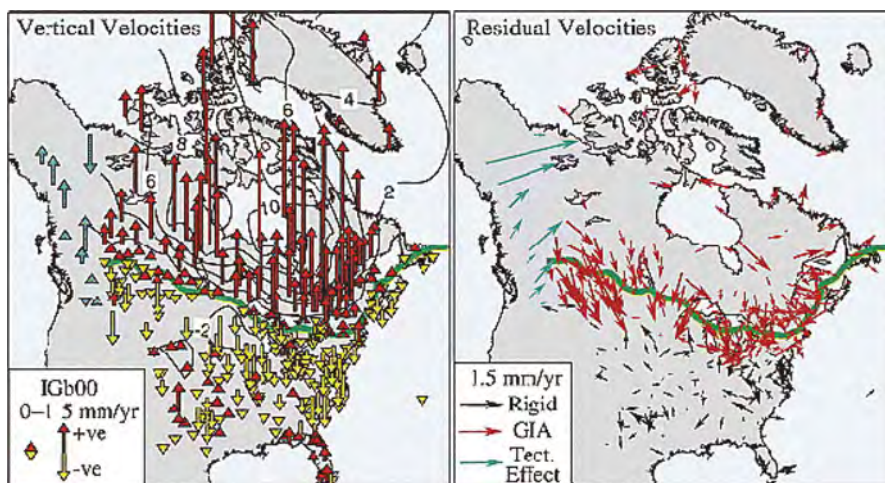 Vertical Velocities
6
4
8
6
2
10
-2
IGb00
0–1.5 mm/yr
+ve
-ve
Residual Velocities
1.5 mm/yr
Rigid
GIA
Tect.
Effect